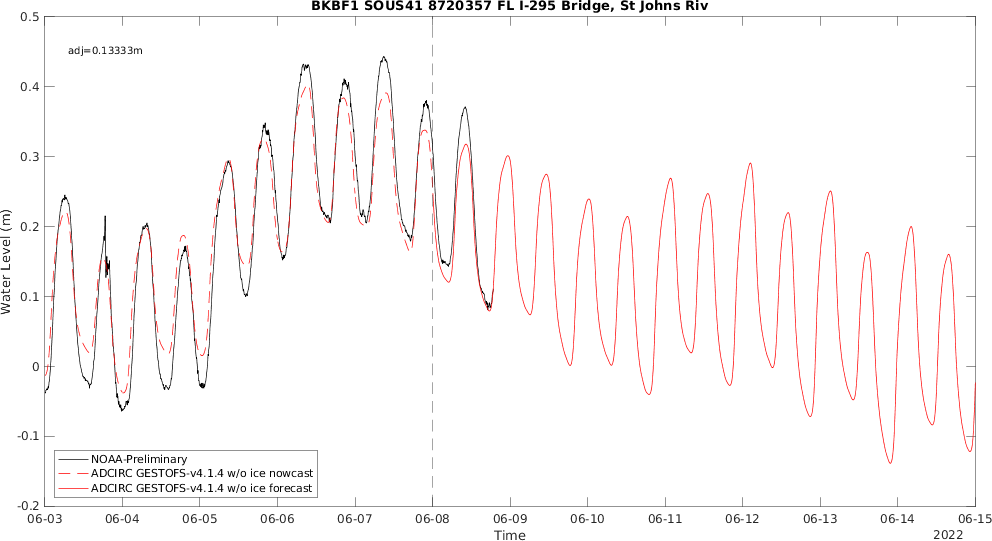 BKBF1 SOUS41 8720357 FL I-295 Bridge, St Johns Riv
adj=0.13333m
0.5
0.4
0.3
0.2
0.1
0
-0.1
-0.2
Water Level (m)
NOAA-Preliminary
ADCIRC GESTOFS-v4.1.4 w/o ice nowcast
ADCIRC GESTOFS-v4.1.4 w/o ice forecast
06-03 06-04 06-05 06-06 06-07 06-08 06-09 06-10 06-11 06-12 06-13 06-14 06-15
Time
2022